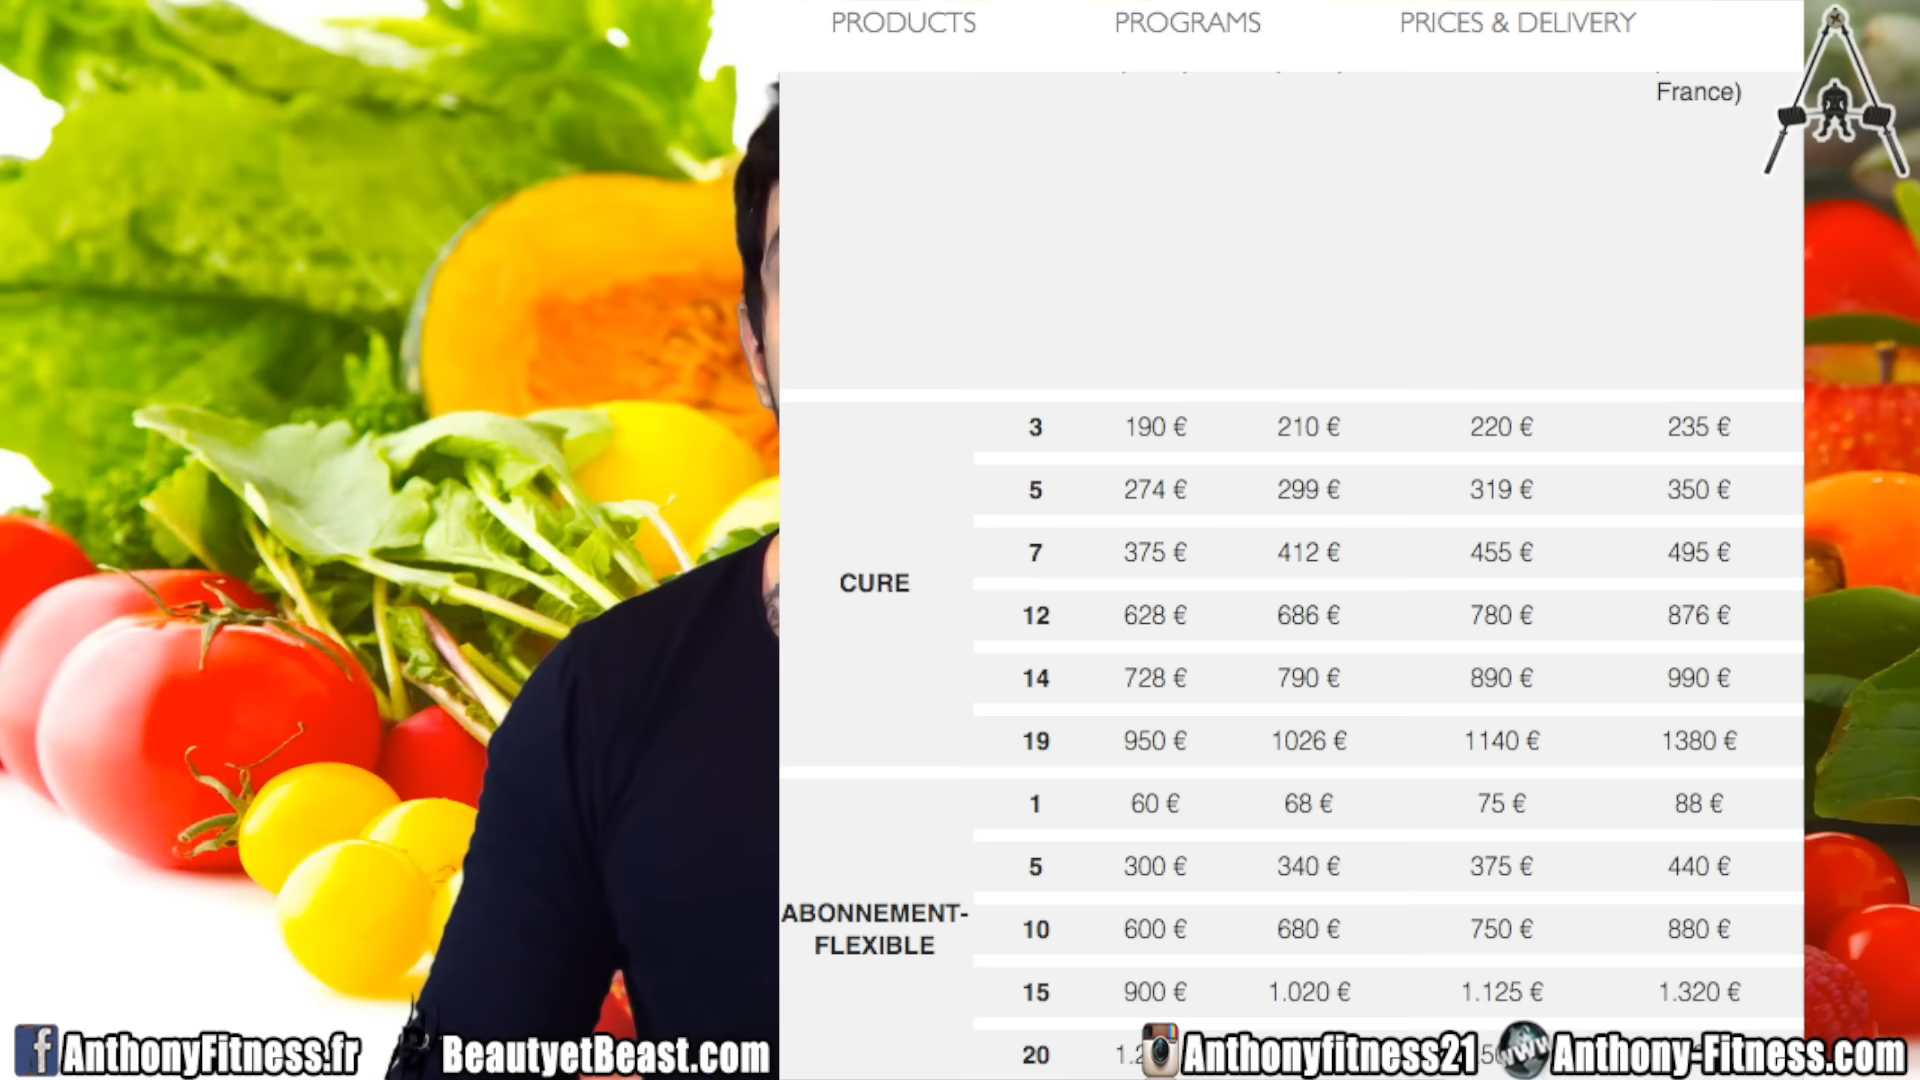 PRODUCTS PROGRAMS PRICES & DELIVERY
France)
CURE
3 190 € 210 € 220 € 235 €
5 274 € 299 € 319 € 350 €
7 375 € 412 € 455 € 495 €
12 628 € 686 € 780 € 876 €
14 728 € 790 € 890 € 990 €
19 950 € 1026 € 1140 € 1380 €
ABONNEMENT-
FLEXIBLE
1 60 € 68 € 75 € 88 €
5 300 € 340 € 375 € 440 €
10 600 € 680 € 750 € 880 €
15 900 € 1.020 € 1.125 € 1.320 €
20
AnthonyFitness.fr BeautyetBeast.com Anthonyfitness21 www Anthony-Fitness.com